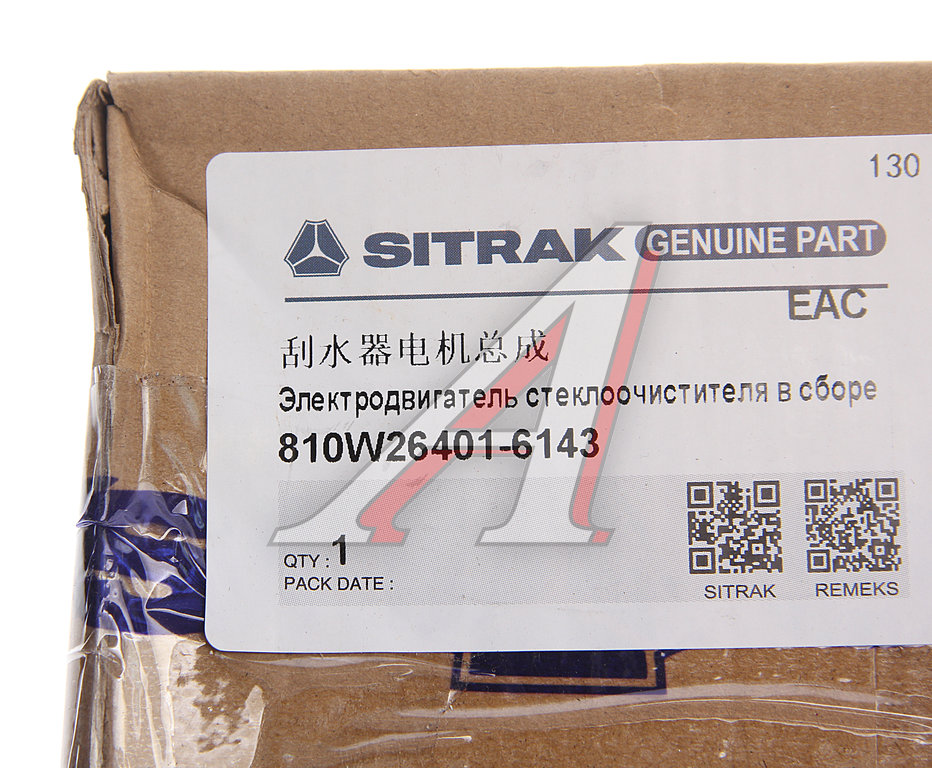 130
SITRAK GENUINE PART
EAC
刮水器电机总成
Электродвигатель стеклоочистителя в сборе
810W26401-6143
QTY : 1
PACK DATE :
SITRAK REMEKS